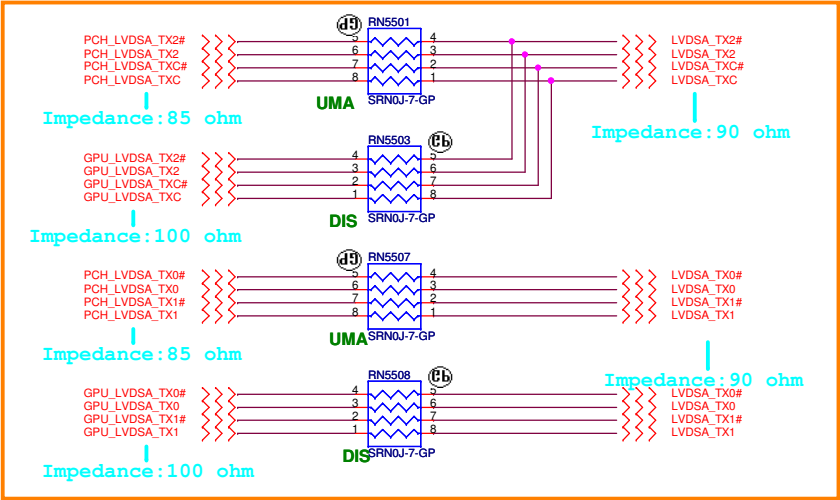 RN5501
PCH_LVDSA_TX2# 5 4 LVDSA_TX2#
PCH_LVDSA_TX2 6 3 LVDSA_TX2
PCH_LVDSA_TXC# 7 2 LVDSA_TXC#
PCH_LVDSA_TXC 8 1 LVDSA_TXC
UMA SRN0J-7-GP
Impedance:85 ohm
Impedance:90 ohm
RN5503
GPU_LVDSA_TX2# 4 5
GPU_LVDSA_TX2 3 6
GPU_LVDSA_TXC# 2 7
GPU_LVDSA_TXC 1 8
DIS SRN0J-7-GP
Impedance:100 ohm
RN5507
PCH_LVDSA_TX0# 5 4 LVDSA_TX0#
PCH_LVDSA_TX0 6 3 LVDSA_TX0
PCH_LVDSA_TX1# 7 2 LVDSA_TX1#
PCH_LVDSA_TX1 8 1 LVDSA_TX1
UMA SRN0J-7-GP
Impedance:85 ohm
RN5508
Impedance:90 ohm
GPU_LVDSA_TX0# 4 5 LVDSA_TX0#
GPU_LVDSA_TX0 3 6 LVDSA_TX0
GPU_LVDSA_TX1# 2 7 LVDSA_TX1#
GPU_LVDSA_TX1 1 8 LVDSA_TX1
DIS SRN0J-7-GP
Impedance:100 ohm